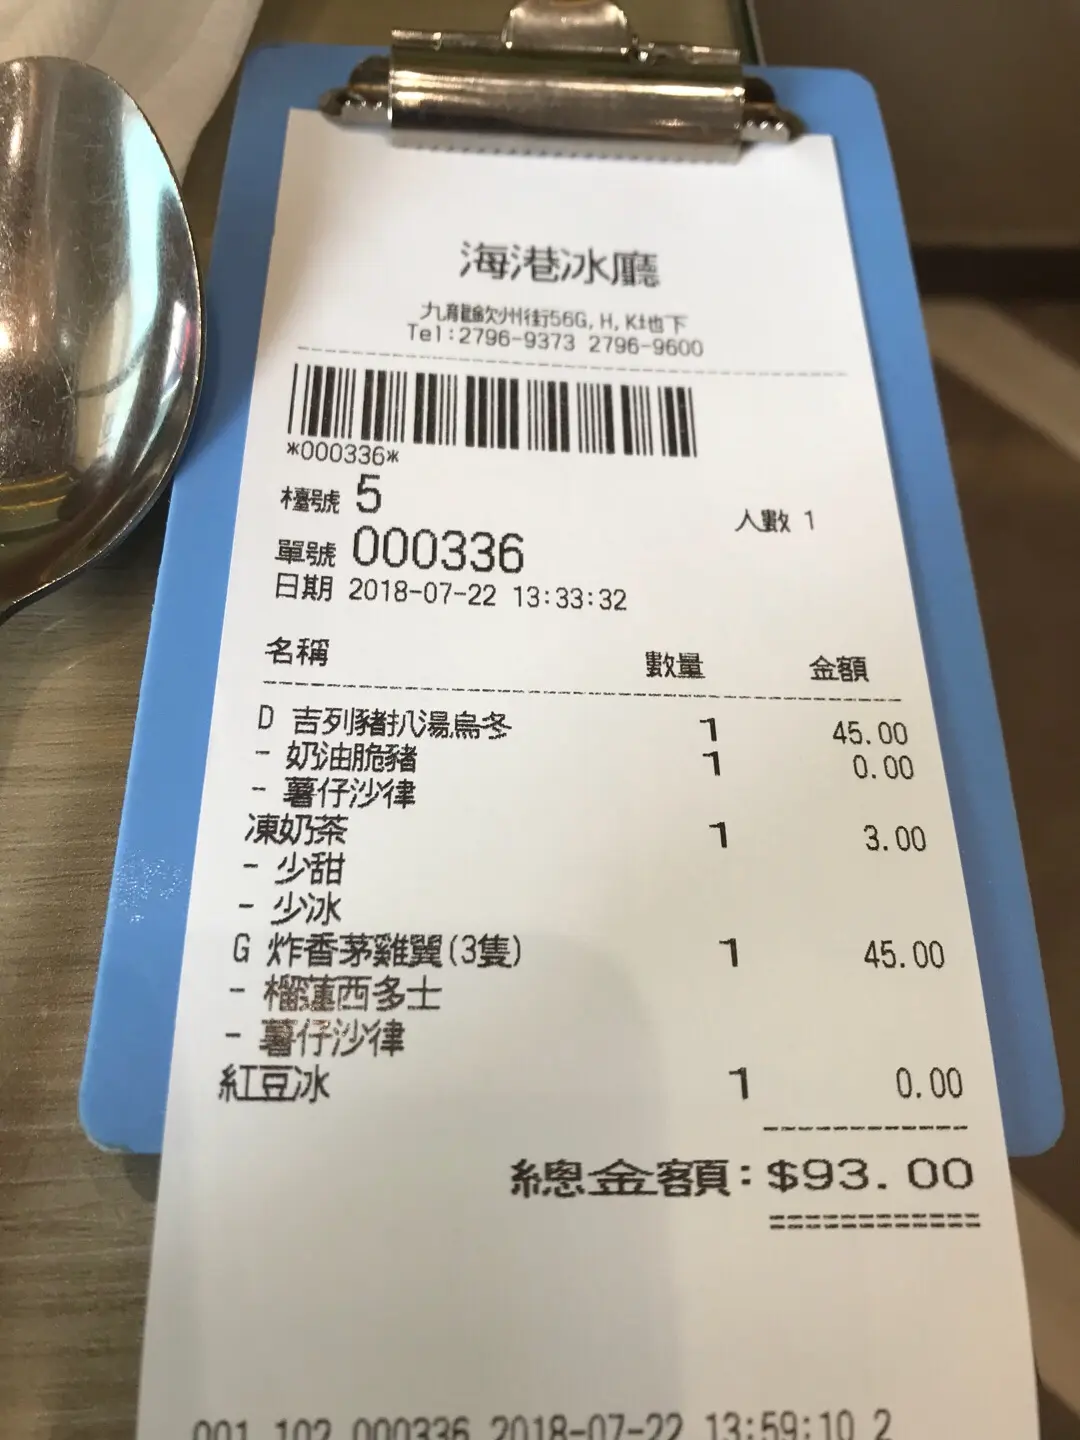 海港冰廳
九龍欽州街56G, H, K地下
Tel:2796-9373 2796-9600
*000336*
檯號 5
人數 1
單號 000336
日期 2018-07-22 13:33:32
名稱 數量 金額
D 吉列豬扒湯烏冬 1 45.00
- 奶油脆豬 1 0.00
- 薯仔沙律
凍奶茶 1 3.00
- 少甜
- 少冰
G 炸香茅雞翼(3隻) 1 45.00
- 榴蓮西多士
- 薯仔沙律
紅豆冰 1 0.00
總金額:$93.00
001 102 000336 2018-07-22 13:59:10 2